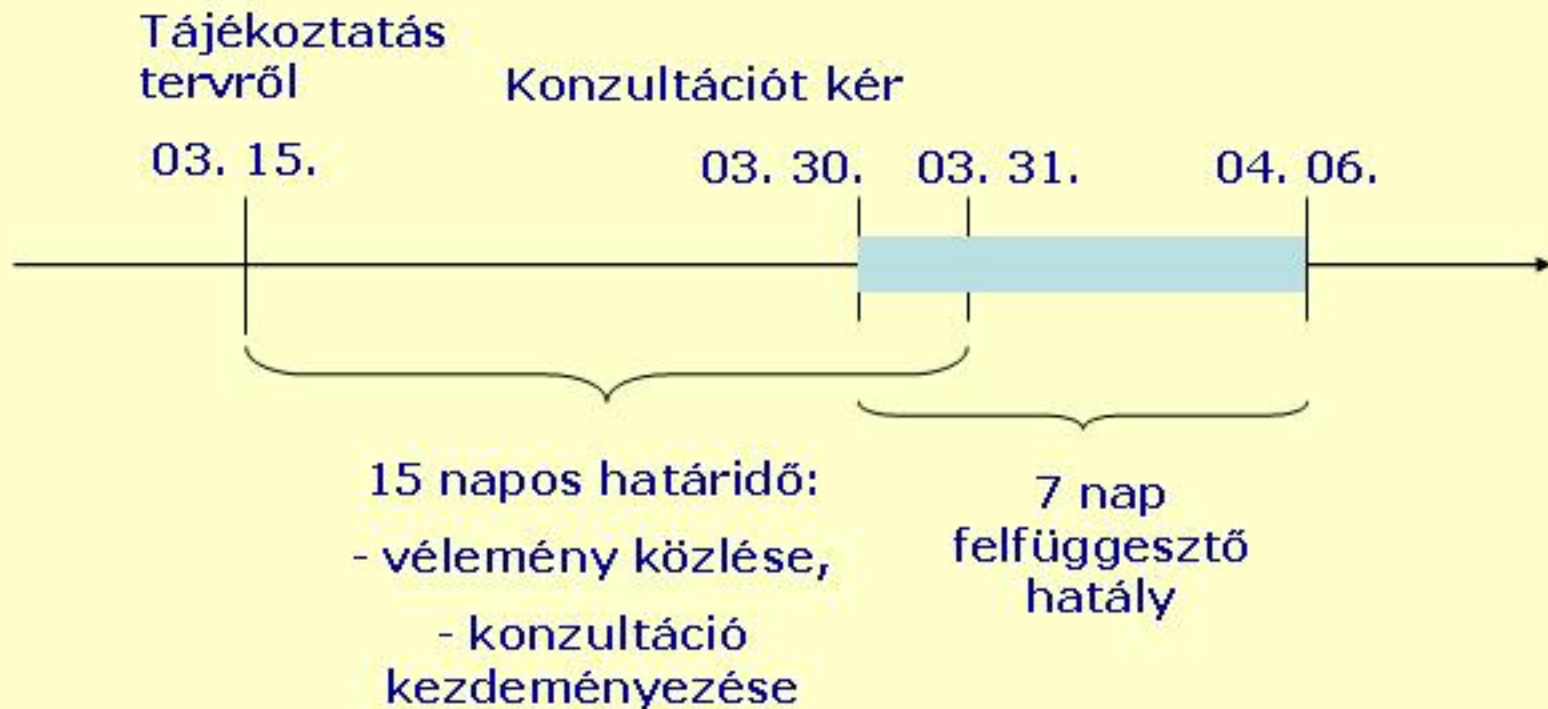 Tájékoztatás
tervről
Konzultációt kér
03. 15.
03. 30.
03. 31.
04. 06.
15 napos határidő:
- vélemény közlése,
- konzultáció
kezdeményezése
7 nap
felfüggesztő
hatály